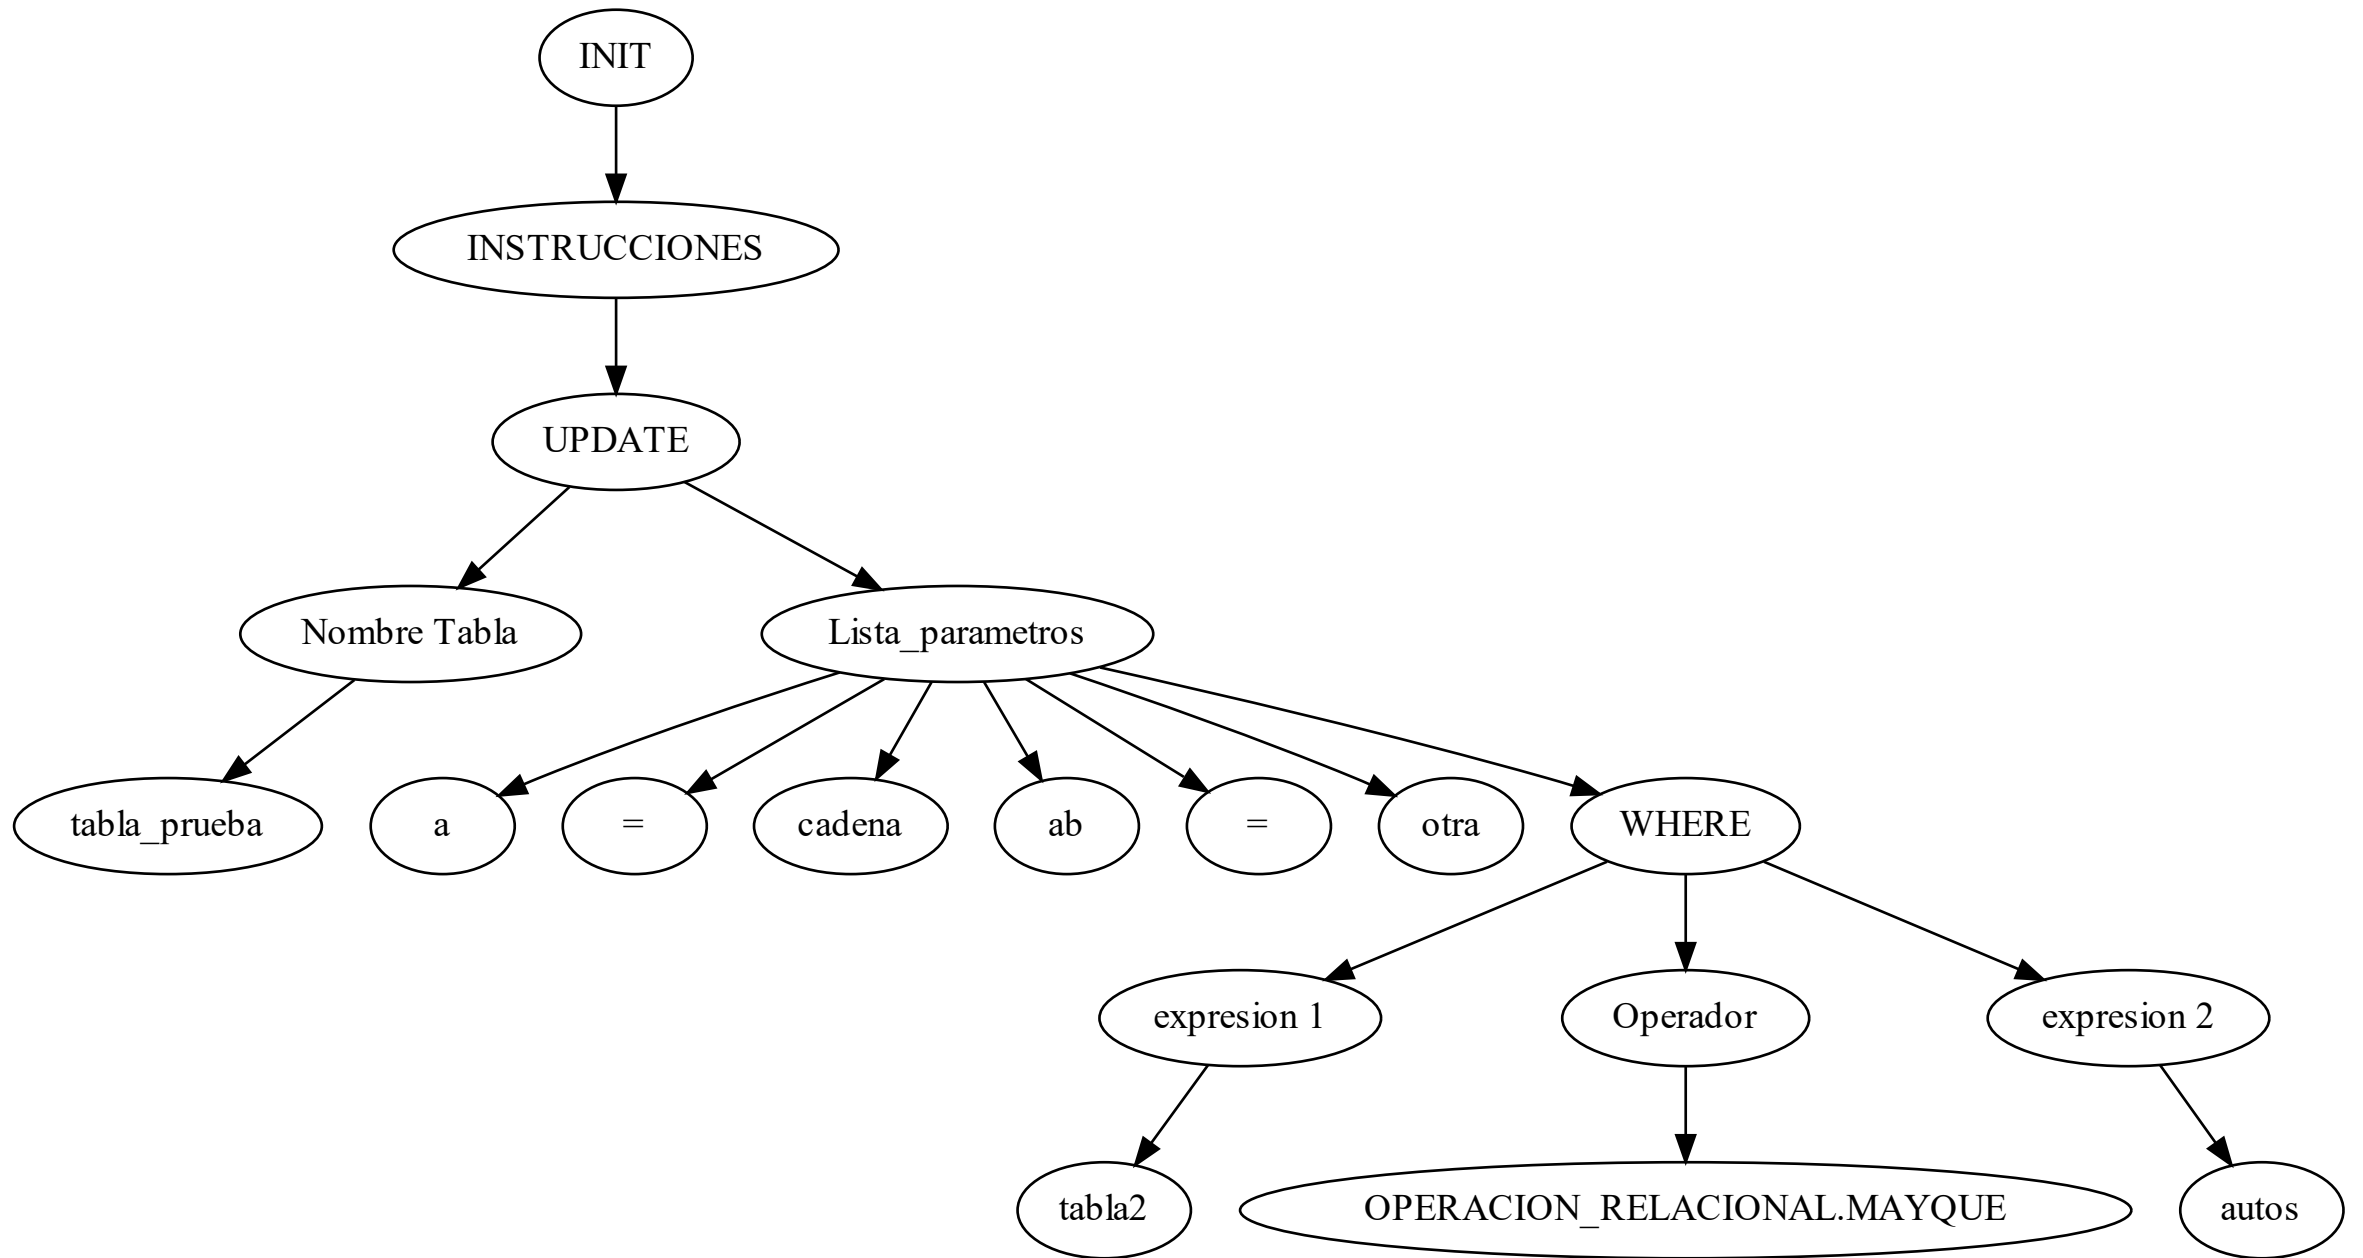 INIT
INSTRUCCIONES
UPDATE
Nombre Tabla
Lista_parametros
tabla_prueba
a
=
cadena
ab
=
otra
WHERE
expresion 1
Operador
expresion 2
tabla2
OPERACION_RELACIONAL.MAYQUE
autos